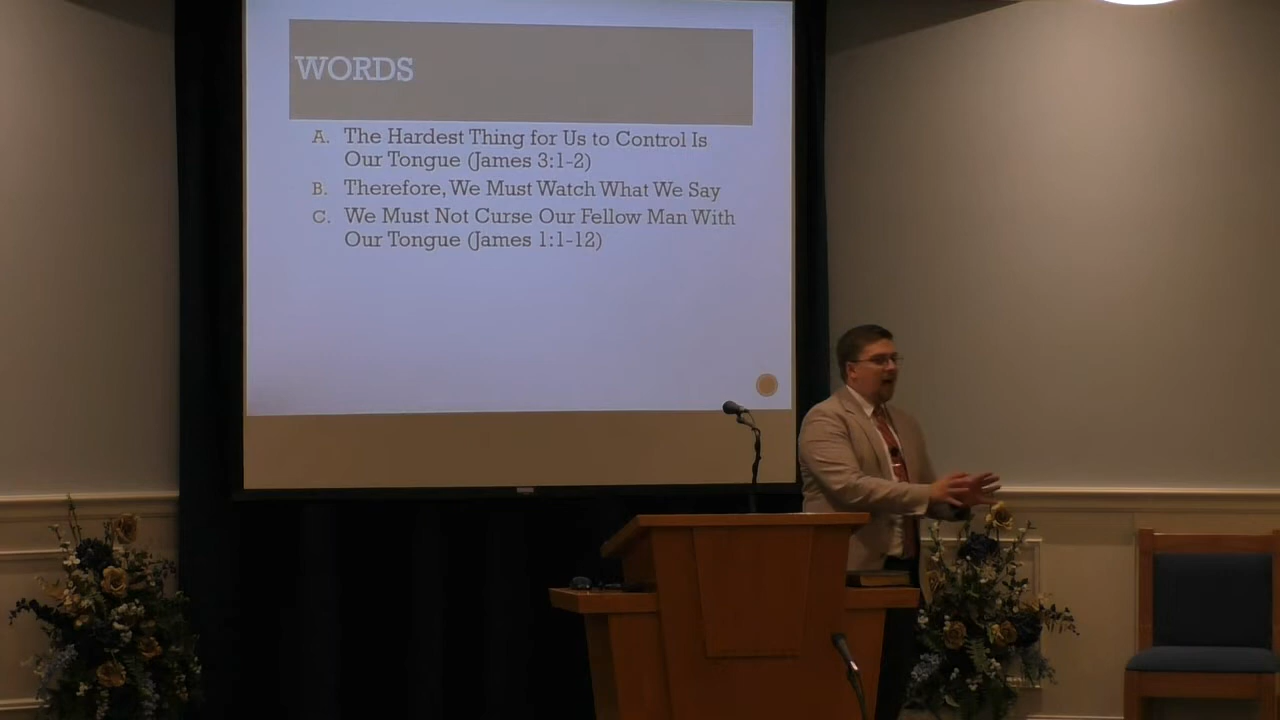 WORDS
A. The Hardest Thing for Us to Control Is
Our Tongue (James 3:1-2)
B. Therefore, We Must Watch What We Say
C. We Must Not Curse Our Fellow Man With
Our Tongue (James 1:1-12)